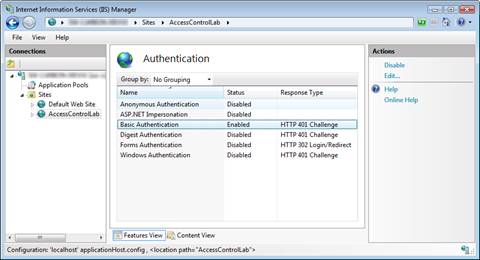 Internet Information Services (IIS) Manager
Sites
AccessControlLab
File View Help
Connections
Application Pools
Sites
Default Web Site
AccessControlLab
Authentication
Group by: No Grouping
Name Status Response Type
Anonymous Authentication Disabled
ASP.NET Impersonation Disabled
Basic Authentication Enabled HTTP 401 Challenge
Digest Authentication Disabled HTTP 401 Challenge
Forms Authentication Disabled HTTP 302 Login/Redirect
Windows Authentication Disabled HTTP 401 Challenge
Features View Content View
Actions
Disable
Edit...
Help
Online Help
Configuration: 'localhost' applicationHost.config , <location path="AccessControlLab">